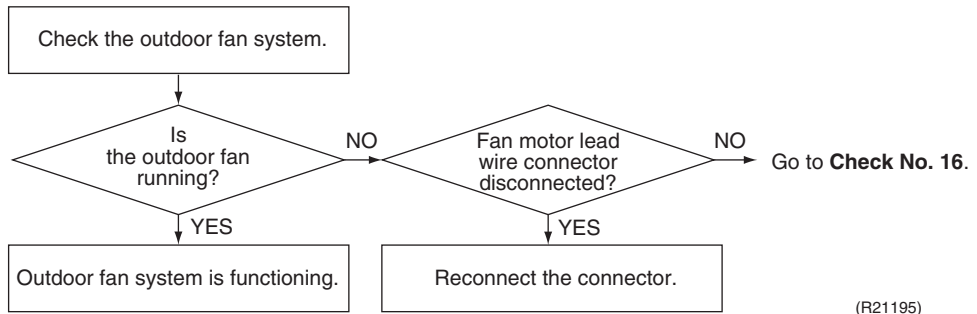 Check the outdoor fan system.
Is
the outdoor fan
running?
NO
Fan motor lead
wire connector
disconnected?
NO
Go to Check No. 16.
YES
YES
Outdoor fan system is functioning.
Reconnect the connector.
(R21195)